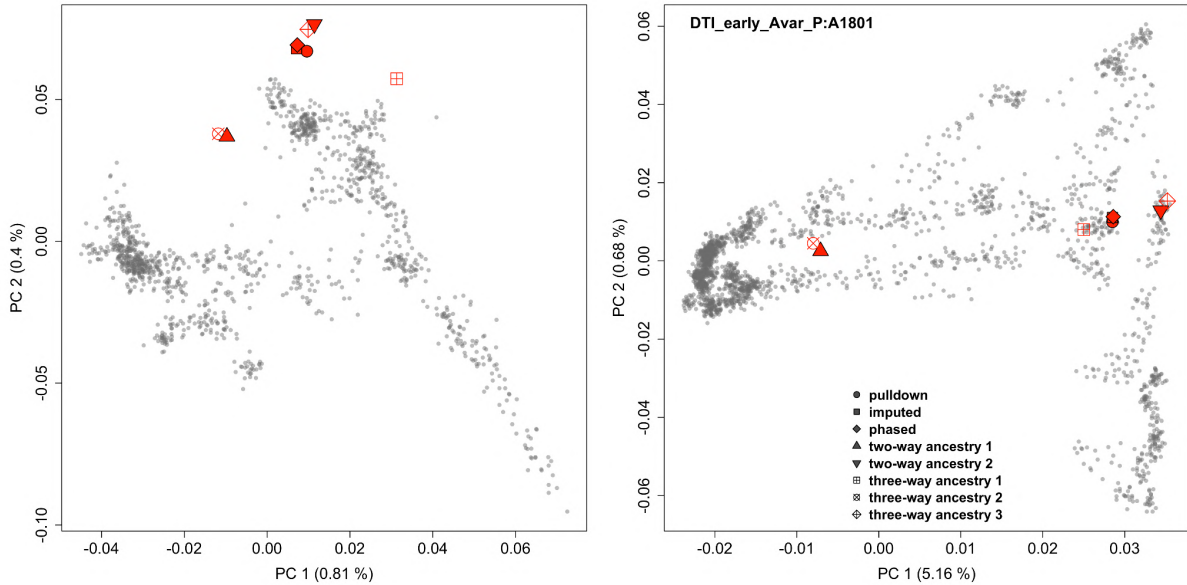 0.05
0.00
-0.05
-0.10
PC 2 (0.4 %)
-0.04
-0.02
0.00
0.02
0.04
0.06
PC 1 (0.81 %)
DTI_early_Avar_P:A1801
0.06
0.04
0.02
0.00
-0.02
-0.04
-0.06
PC 2 (0.68 %)
pulldown
imputed
phased
two-way ancestry 1
two-way ancestry 2
three-way ancestry 1
three-way ancestry 2
three-way ancestry 3
-0.02
-0.01
0.00
0.01
0.02
0.03
PC 1 (5.16 %)